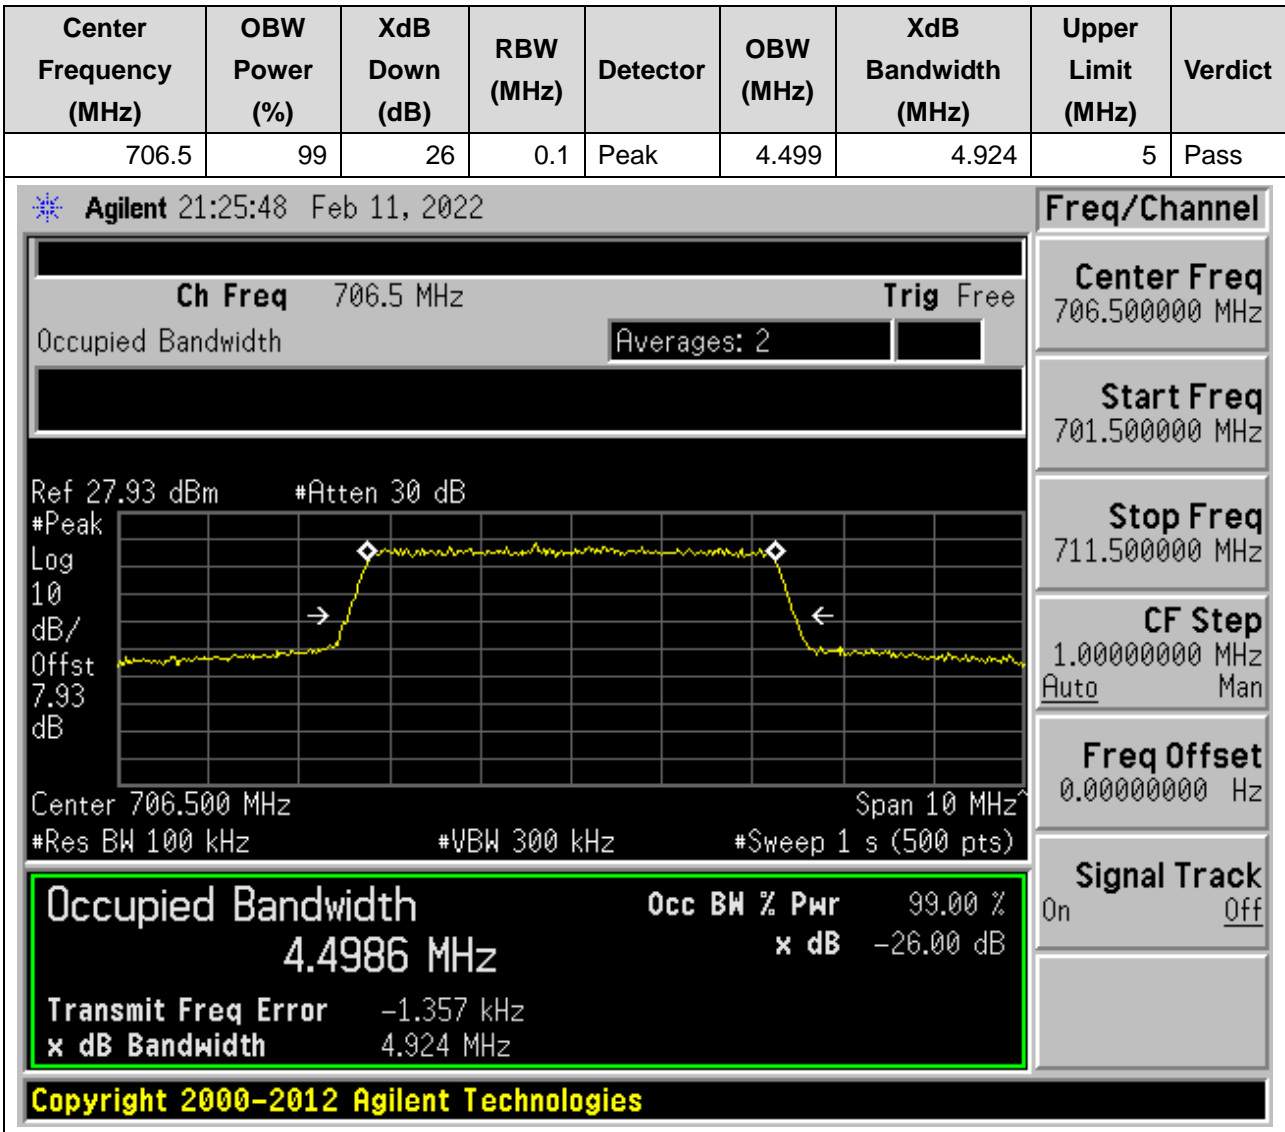 Center Frequency (MHz) OBW Power (%) XdB Down (dB) RBW (MHz) Detector OBW (MHz) XdB Bandwidth (MHz) Upper Limit (MHz) Verdict
706.5 99 26 0.1 Peak 4.499 4.924 5 Pass
Agilent 21:25:48 Feb 11, 2022
Freq/Channel
Ch Freq 706.5 MHz Trig Free
Occupied Bandwidth Averages: 2
Center Freq
706.500000 MHz
Start Freq
701.500000 MHz
Stop Freq
711.500000 MHz
CF Step
1.00000000 MHz
Auto Man
Freq Offset
0.00000000 Hz
Signal Track
On Off
Ref 27.93 dBm #Atten 30 dB
#Peak
Log
10
dB/
Offst
7.93
dB
Center 706.500 MHz Span 10 MHz^
#Res BW 100 kHz #VBW 300 kHz #Sweep 1 s (500 pts)
Occupied Bandwidth Occ BW % Pwr 99.00 %
4.4986 MHz x dB -26.00 dB
Transmit Freq Error -1.357 kHz
x dB Bandwidth 4.924 MHz
Copyright 2000-2012 Agilent Technologies